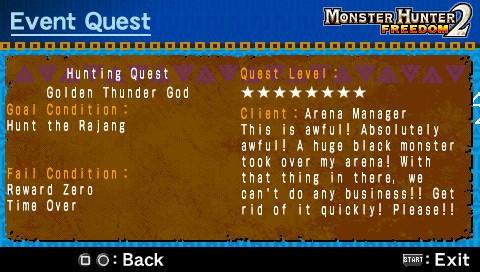 Event Quest
MONSTER HUNTER
FREEDOM 2
Hunting Quest
Golden Thunder God
Goal Condition:
Hunt the Rajang
Fail Condition:
Reward Zero
Time Over
Quest Level:
★★★★★★★★
Client: Arena Manager
This is awful! Absolutely
awful! A huge black monster
took over my arena! With
that thing in there, we
can't do any business!! Get
rid of it quickly! Please!!
□○: Back
START: Exit